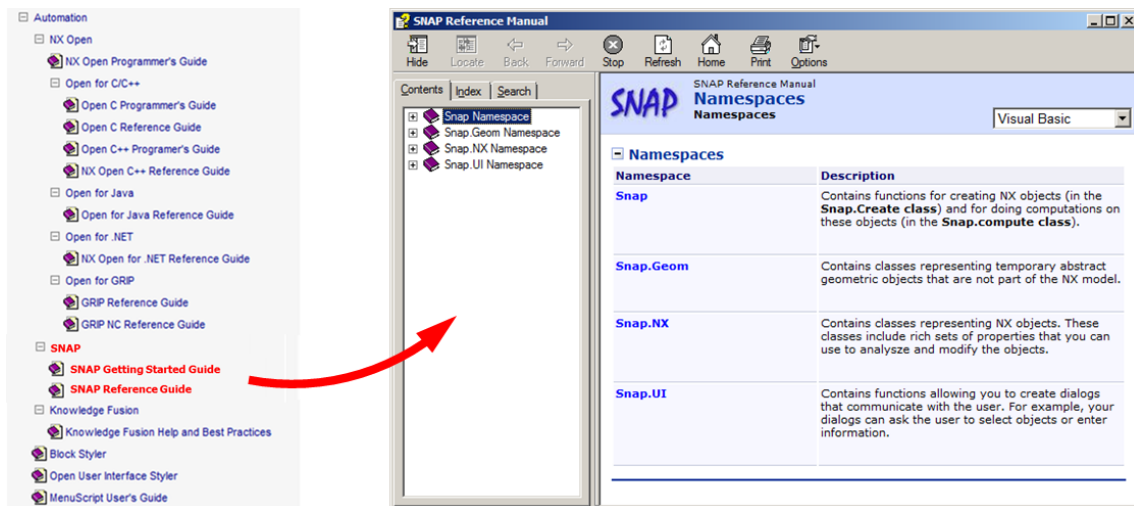 Automation
NX Open
NX Open Programmer's Guide
Open for C/C++
Open C Programmer's Guide
Open C Reference Guide
Open C++ Programer's Guide
NX Open C++ Reference Guide
Open for Java
Open for Java Reference Guide
Open for .NET
NX Open for .NET Reference Guide
Open for GRIP
GRIP Reference Guide
GRIP NC Reference Guide
SNAP
SNAP Getting Started Guide
SNAP Reference Guide
Knowledge Fusion
Knowledge Fusion Help and Best Practices
Block Styler
Open User Interface Styler
MenuScript User's Guide
SNAP Reference Manual
Hide Locate Back Forward Stop Refresh Home Print Options
Contents Index Search
Snap Namespace
Snap.Geom Namespace
Snap.NX Namespace
Snap.UI Namespace
SNAP
SNAP Reference Manual
Namespaces
Namespaces
Visual Basic
Namespaces
Namespace Description
Snap Contains functions for creating NX objects (in the
Snap.Create class) and for doing computations on
these objects (in the Snap.compute class).
Snap.Geom Contains classes representing temporary abstract
geometric objects that are not part of the NX model.
Snap.NX Contains classes representing NX objects. These
classes include rich sets of properties that you can
use to analysze and modify the objects.
Snap.UI Contains functions allowing you to create dialogs
that communicate with the user. For example, your
dialogs can ask the user to select objects or enter
information.